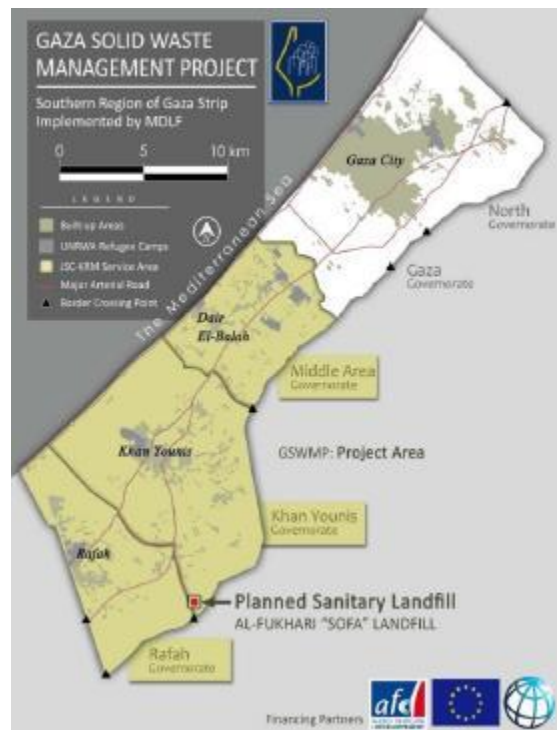 GAZA SOLID WASTE
MANAGEMENT PROJECT
Southern Region of Gaza Strip
Implemented by MDLF
0 5 10 km
LEGEND
Built-up Areas
UNRWA Refugee Camps
JSC-KRM Service Area
Major Arterial Road
Border Crossing Point
The Mediterranean Sea
Gaza City
North
Governorate
Gaza
Governorate
Dair
El-Balah
Middle Area
Governorate
GSWMP: Project Area
Khan Younis
Khan Younis
Governorate
Rafah
Planned Sanitary Landfill
AL-FUKHARI "SOFA" LANDFILL
Rafah
Governorate
Financing Partners
afd